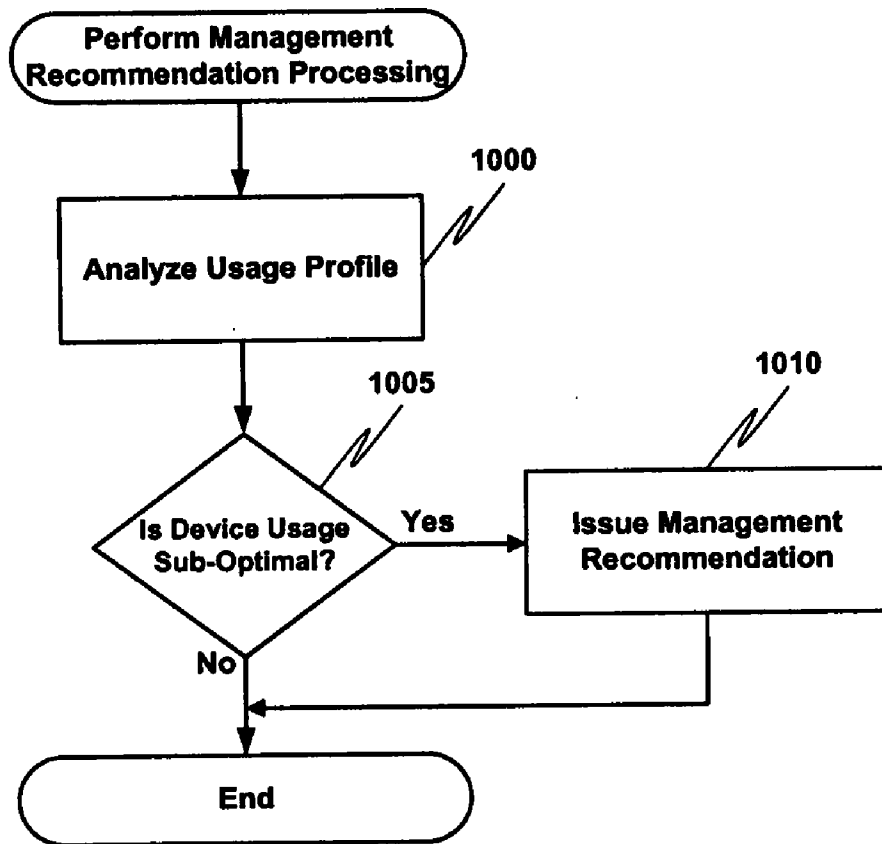 Perform Management
Recommendation Processing
1000
Analyze Usage Profile
1005
1010
Is Device Usage
Sub-Optimal?
Yes
Issue Management
Recommendation
No
End